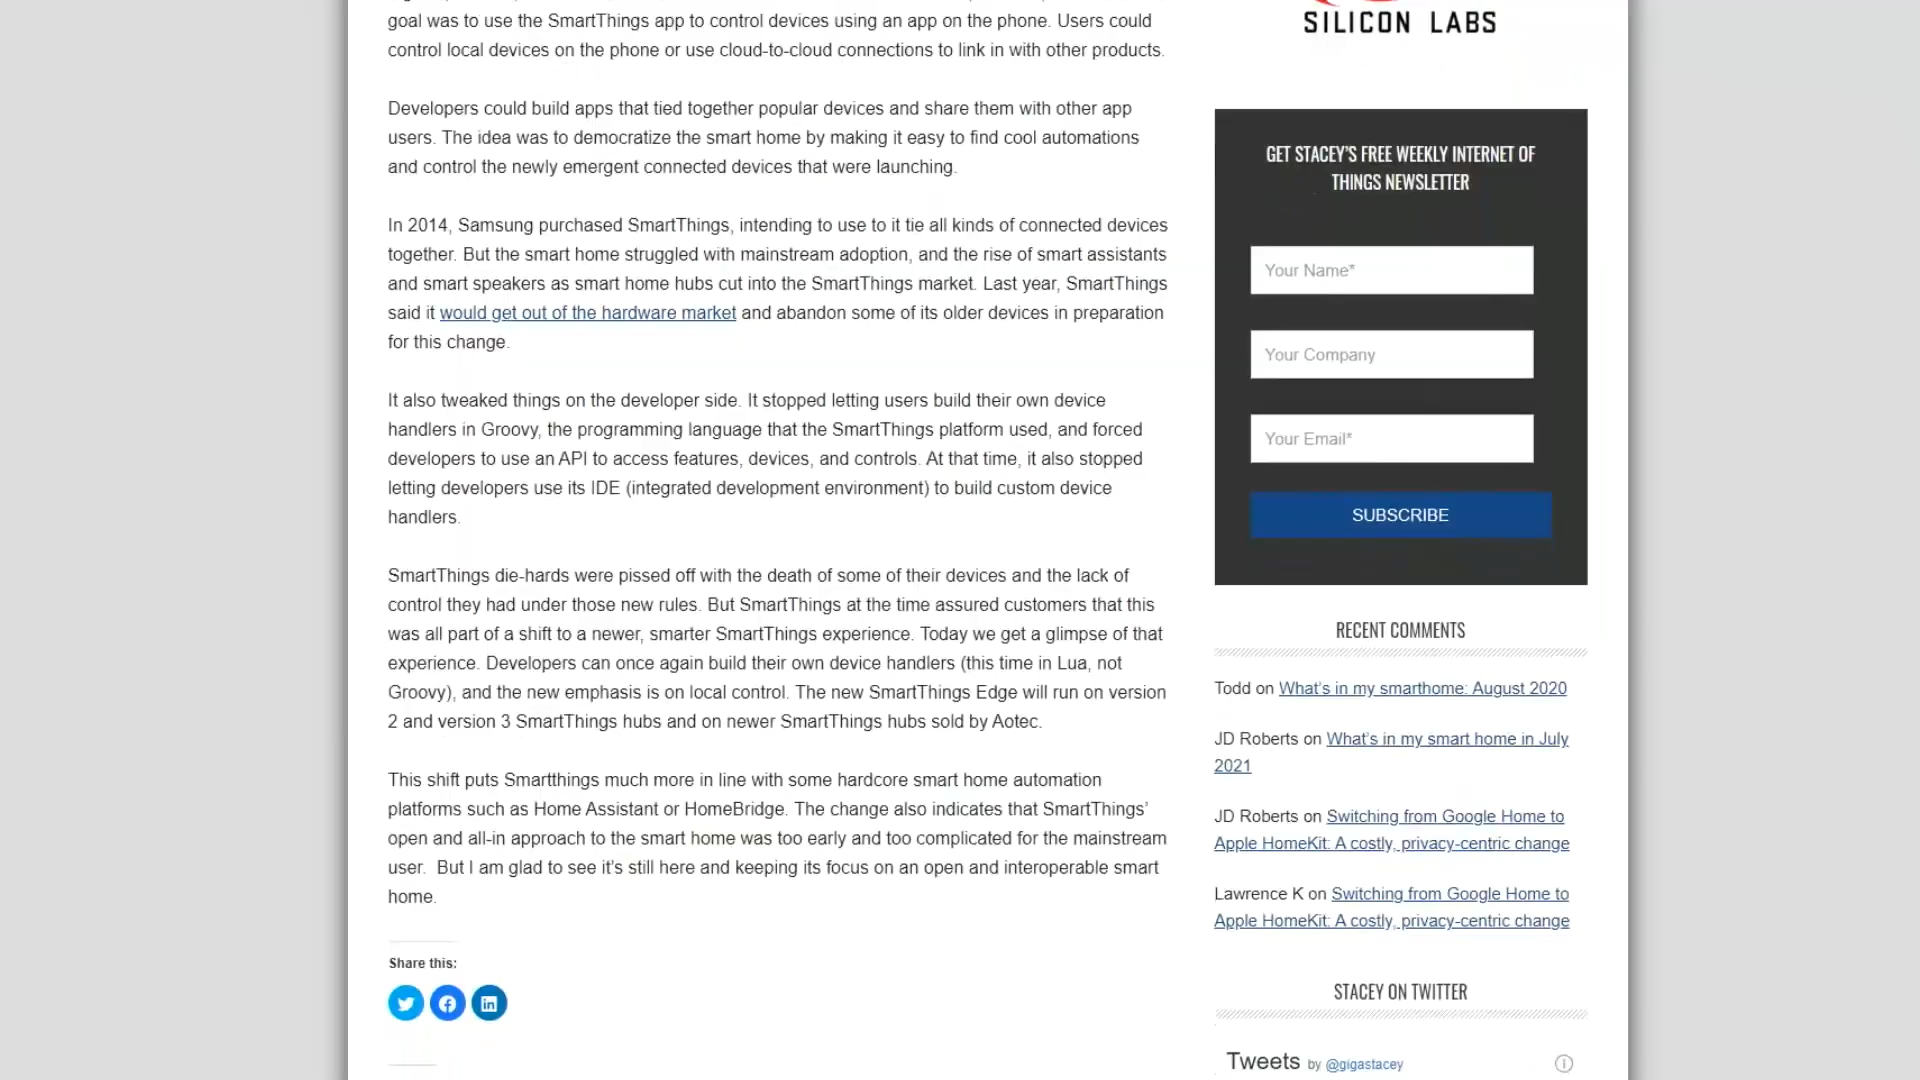 goal was to use the SmartThings app to control devices using an app on the phone. Users could
control local devices on the phone or use cloud-to-cloud connections to link in with other products.
Developers could build apps that tied together popular devices and share them with other app
users. The idea was to democratize the smart home by making it easy to find cool automations
and control the newly emergent connected devices that were launching.
In 2014, Samsung purchased SmartThings, intending to use to it tie all kinds of connected devices
together. But the smart home struggled with mainstream adoption, and the rise of smart assistants
and smart speakers as smart home hubs cut into the SmartThings market. Last year, SmartThings
said it would get out of the hardware market and abandon some of its older devices in preparation
for this change.
It also tweaked things on the developer side. It stopped letting users build their own device
handlers in Groovy, the programming language that the SmartThings platform used, and forced
developers to use an API to access features, devices, and controls. At that time, it also stopped
letting developers use its IDE (integrated development environment) to build custom device
handlers.
SmartThings die-hards were pissed off with the death of some of their devices and the lack of
control they had under those new rules. But SmartThings at the time assured customers that this
was all part of a shift to a newer, smarter SmartThings experience. Today we get a glimpse of that
experience. Developers can once again build their own device handlers (this time in Lua, not
Groovy), and the new emphasis is on local control. The new SmartThings Edge will run on version
2 and version 3 SmartThings hubs and on newer SmartThings hubs sold by Aotec.
This shift puts Smartthings much more in line with some hardcore smart home automation
platforms such as Home Assistant or HomeBridge. The change also indicates that SmartThings’
open and all-in approach to the smart home was too early and too complicated for the mainstream
user.  But I am glad to see it’s still here and keeping its focus on an open and interoperable smart
home.
Share this:
SILICON LABS
GET STACEY’S FREE WEEKLY INTERNET OF
THINGS NEWSLETTER
Your Name*
Your Company
Your Email*
SUBSCRIBE
RECENT COMMENTS
Todd on What’s in my smarthome: August 2020
JD Roberts on What’s in my smart home in July
2021
JD Roberts on Switching from Google Home to
Apple HomeKit: A costly, privacy-centric change
Lawrence K on Switching from Google Home to
Apple HomeKit: A costly, privacy-centric change
STACEY ON TWITTER
Tweets by @gigastacey